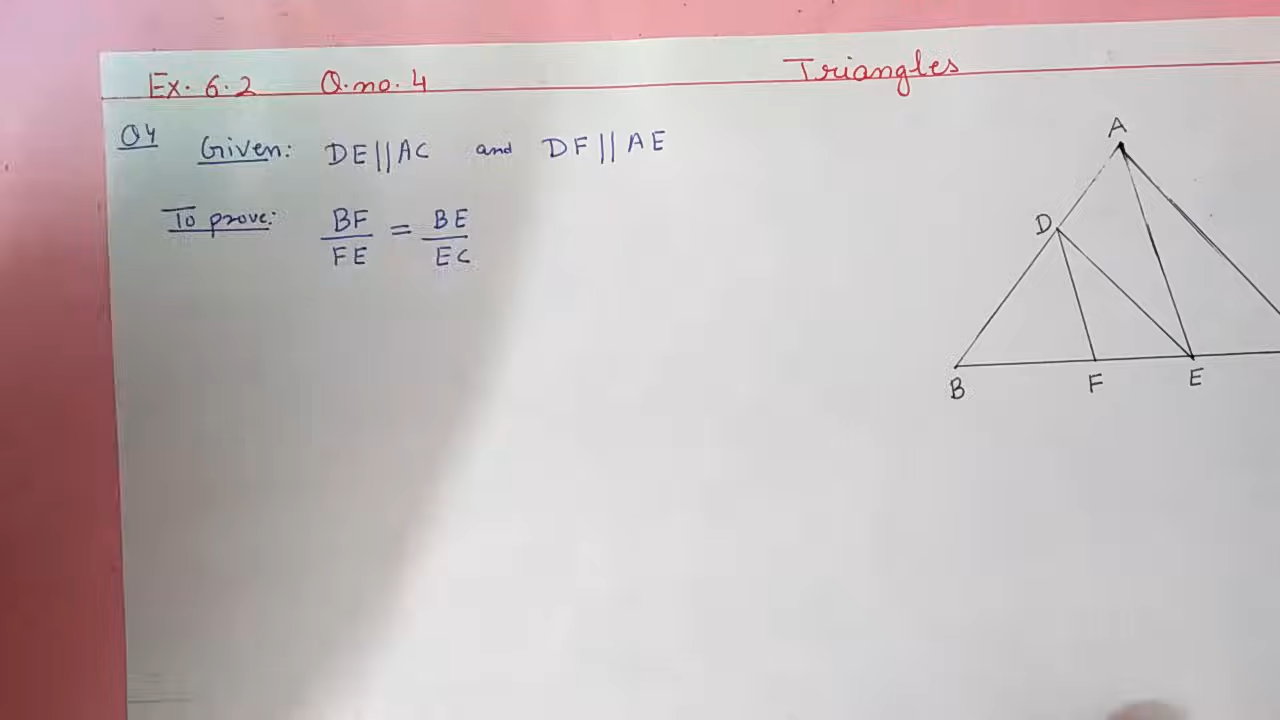 Ex. 6.2 Q.no. 4 Triangles
Q4 Given: DE||AC and DF||AE
To prove: BF/FE = BE/EC
A
D
B F E